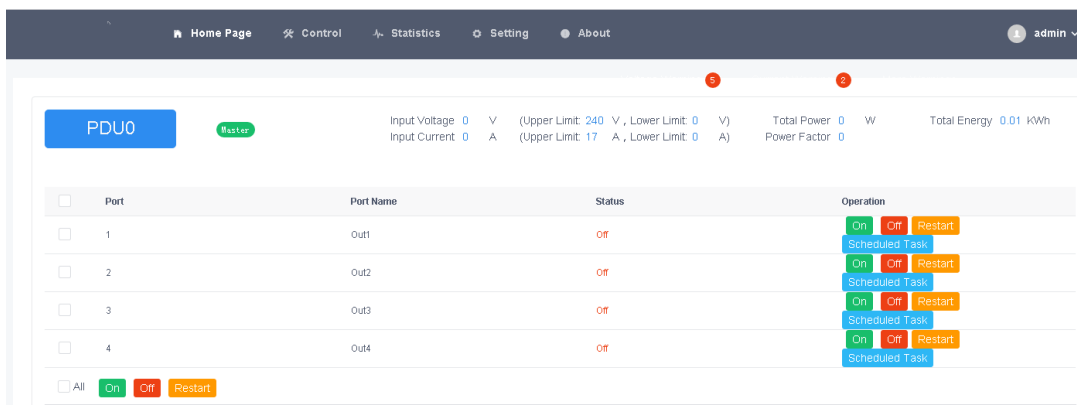 Home Page Control Statistics Setting About admin
5 2
PDU0 Master
Input Voltage 0 V (Upper Limit: 240 V , Lower Limit: 0 V) Total Power 0 W Total Energy 0.01 KWh
Input Current 0 A (Upper Limit: 17 A , Lower Limit: 0 A) Power Factor 0
Port Port Name Status Operation
1 Out1 Off On Off Restart
Scheduled Task
2 Out2 Off On Off Restart
Scheduled Task
3 Out3 Off On Off Restart
Scheduled Task
4 Out4 Off On Off Restart
Scheduled Task
All On Off Restart